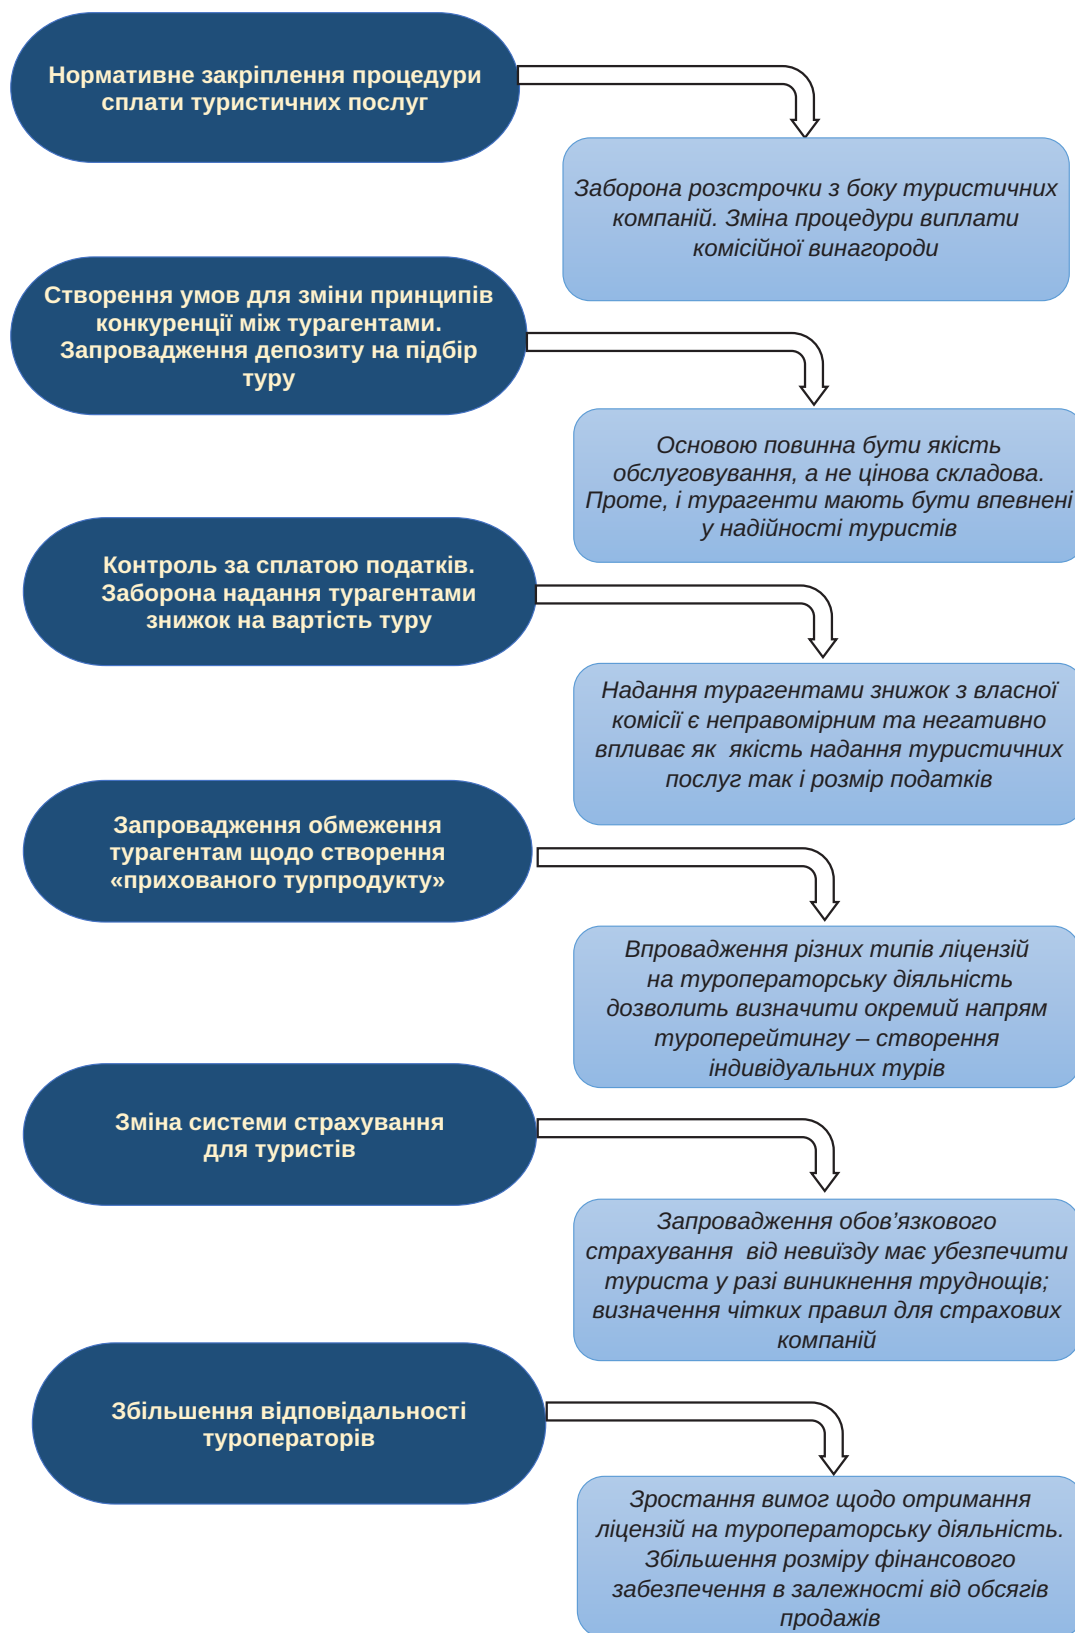 Нормативне закріплення процедури
сплати туристичних послуг
Заборона розстрочки з боку туристичних
компаній. Зміна процедури виплати
комісійної винагороди
Створення умов для зміни принципів
конкуренції між турагентами.
Запровадження депозиту на підбір
туру
Основою повинна бути якість
обслуговування, а не цінова складова.
Проте, і турагенти мають бути впевнені
у надійності туристів
Контроль за сплатою податків.
Заборона надання турагентами
знижок на вартість туру
Надання турагентами знижок з власної
комісії є неправомірним та негативно
впливає як  якість надання туристичних
послуг так і розмір податків
Запровадження обмеження
турагентам щодо створення
«прихованого турпродукту»
Впровадження різних типів ліцензій
на туроператорську діяльність
дозволить визначити окремий напрям
туроперейтингу – створення
індивідуальних турів
Зміна системи страхування
для туристів
Запровадження обов’язкового
страхування  від невиїзду має убезпечити
туриста у разі виникнення труднощів;
визначення чітких правил для страхових
компаній
Збільшення відповідальності
туроператорів
Зростання вимог щодо отримання
ліцензій на туроператорську діяльність.
Збільшення розміру фінансового
забезпечення в залежності від обсягів
продажів